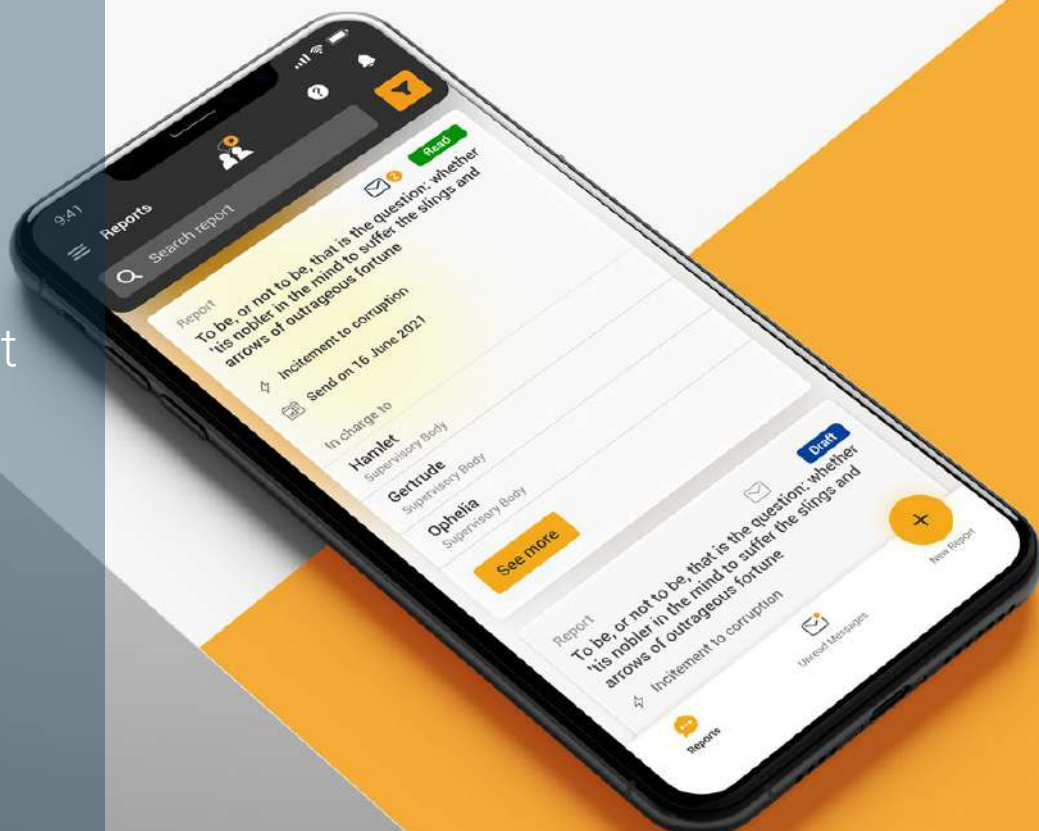 t
9:41
Reports
Search report
Report
2
Read
To be, or not to be, that is the question: whether
'tis nobler in the mind to suffer the slings and
arrows of outrageous fortune
Incitement to corruption
Send on 16 June 2021
In charge to
Hamlet
Supervisory Body
Gertrude
Supervisory Body
Ophelia
Supervisory Body
See more
Draft
Report
To be, or not to be, that is the question: whether
'tis nobler in the mind to suffer the slings and
arrows of outrageous fortune
Incitement to corruption
+
Reports
Unread Messages
New Report